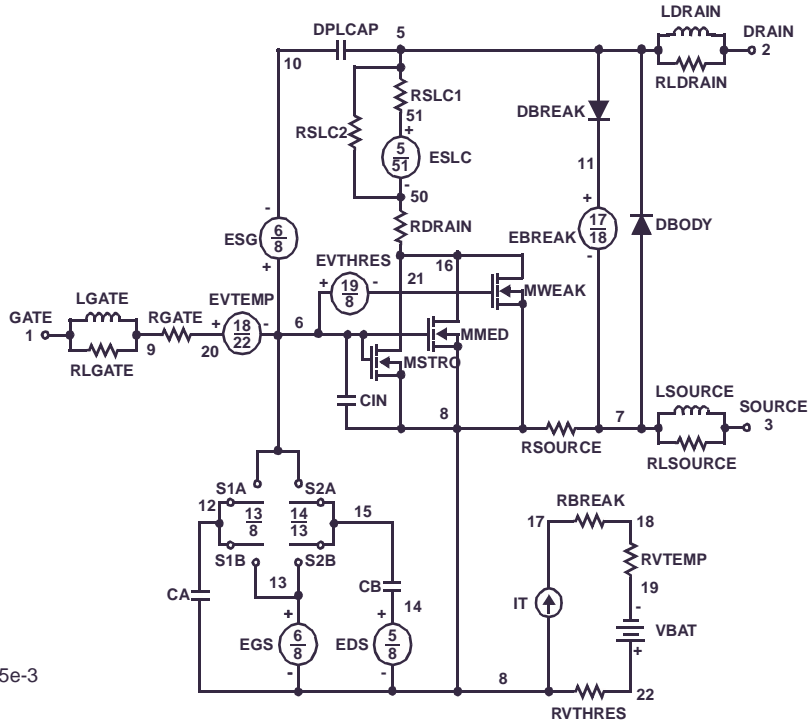 LDRAIN
DPLCAP 5 DRAIN
10 2
RSLC1 RLDRAIN
51 DBREAK
RSLC2 +
5
51 ESLC
11
-
50
- RDRAIN + 17
18
6
8 ESG EBREAK DBODY
+ EVTHRES 16 -
+ 19
8 - 21 MWEAK
LGATE EVTEMP
GATE RGATE + 18
22 - 6
1 MMED
9 20 MSTRO
RLGATE
LSOURCE
CIN 8 7 SOURCE
3
RSOURCE
RLSOURCE
S1A S2A
12 13
8 14
13 15 RBREAK
17 18
S1B S2B
RVTEMP
13 CB
CA 19
+ + 14 IT -
EGS 6
8 EDS 5
8 VBAT
- - +
5e-3 8 22
RVTHRES